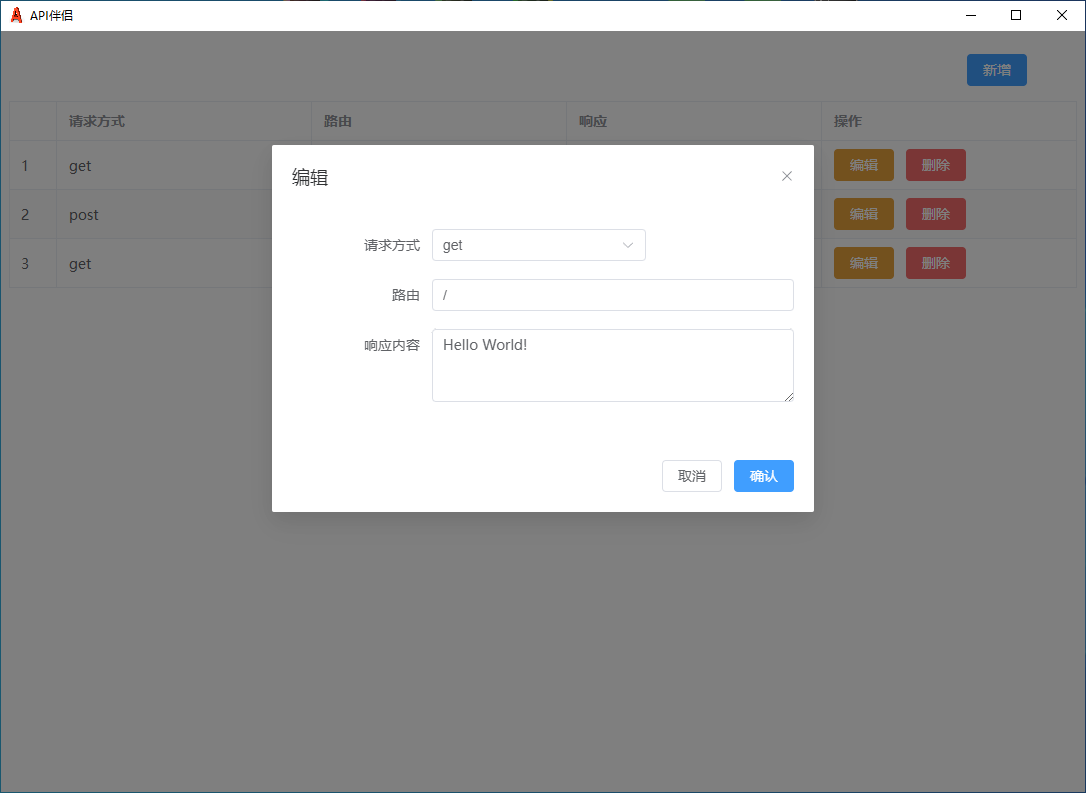 API伴侣
新增
请求方式 路由 响应 操作
1 get 编辑 删除
2 post 编辑 删除
3 get 编辑 删除
编辑
请求方式 get
路由 /
响应内容 Hello World!
取消 确认